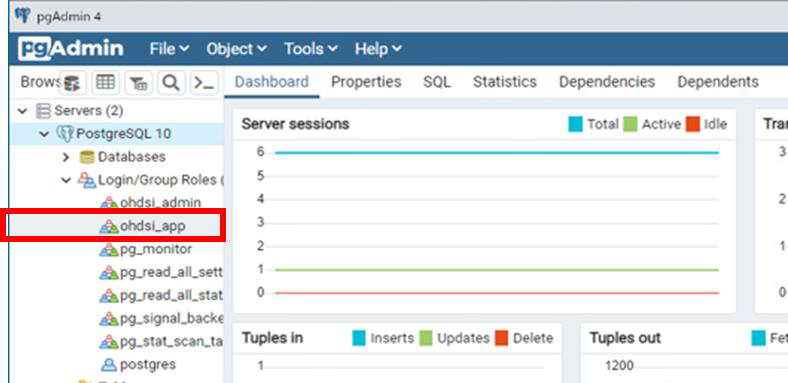 pgAdmin 4
pgAdmin File Object Tools Help
Brows Dashboard Properties SQL Statistics Dependencies Dependents
Servers (2)
PostgreSQL 10
Databases
Login/Group Roles (
ohdsi_admin
ohdsi_app
pg_monitor
pg_read_all_sett
pg_read_all_stat
pg_signal_backe
pg_stat_scan_ta
postgres
Server sessions Total Active Idle
6
5
4
3
2
1
0
Tran
3
2
1
0
Tuples in Inserts Updates Delete
1
Tuples out Fet
1200